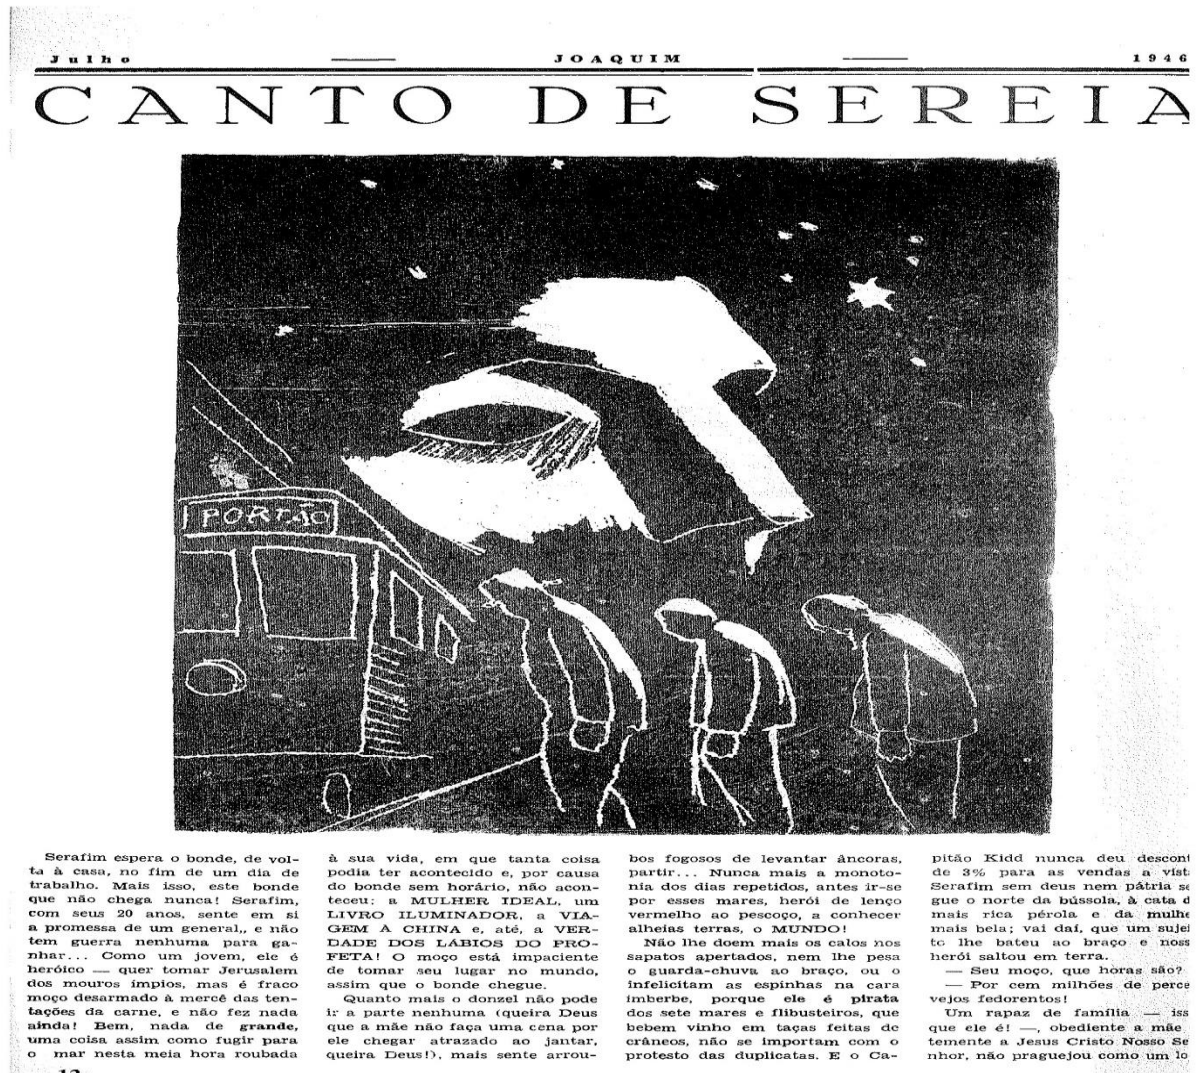 Julho
JOAQUIM
1946
CANTO DE SEREIA
PORTÃO
Serafim espera o bonde, de vol-
ta à casa, no fim de um dia de
trabalho. Mais isso, este bonde
que não chega nunca! Serafim,
com seus 20 anos, sente em si
a promessa de um general,, e não
tem guerra nenhuma para ga-
nhar... Como um jovem, ele é
heróico — quer tomar Jerusalem
dos mouros ímpios, mas é fraco
moço desarmado à mercê das ten-
tações da carne, e não fez nada
ainda! Bem, nada de grande,
uma coisa assim como fugir para
o mar nesta meia hora roubada
à sua vida, em que tanta coisa
podia ter acontecido e, por causa
do bonde sem horário, não acon-
teceu; a MULHER IDEAL, um
LIVRO ILUMINADOR, a VIA-
GEM A CHINA e, até, a VER-
DADE DOS LÁBIOS DO PRO-
FETA! O moço está impaciente
de tomar seu lugar no mundo,
assim que o bonde chegue.
Quanto mais o donzel não pode
ir a parte nenhuma (queira Deus
que a mãe não faça uma cena por
ele chegar atrazado ao jantar,
queira Deus!), mais sente arrou-
bos fogosos de levantar âncoras,
partir... Nunca mais a monoto-
nia dos dias repetidos, antes ir-se
por esses mares, herói de lenço
vermelho ao pescoço, a conhecer
alheias terras, o MUNDO!
Não lhe doem mais os calos nos
sapatos apertados, nem lhe pesa
o guarda-chuva ao braço, ou o
infelicitam as espinhas na cara
imberbe, porque ele é pirata
dos sete mares e flibusteiros, que
bebem vinho em taças feitas de
crâneos, não se importam com o
protesto das duplicatas. E o Ca-
pitão Kidd nunca deu descont
de 3% para as vendas a vist
Serafim sem deus nem pátria se
gue o norte da bússola, à cata d
mais rica pérola e da mulhe
mais bela; vai daí, que um sujei
to lhe bateu ao braço e noss
herói saltou em terra.
— Seu moço, que horas são?
— Por cem milhões de perce
vejos fedorentos!
Um rapaz de família — iss
que ele é! —, obediente a mãe
temente a Jesus Cristo Nosso Se
nhor, não praguejou como um lo